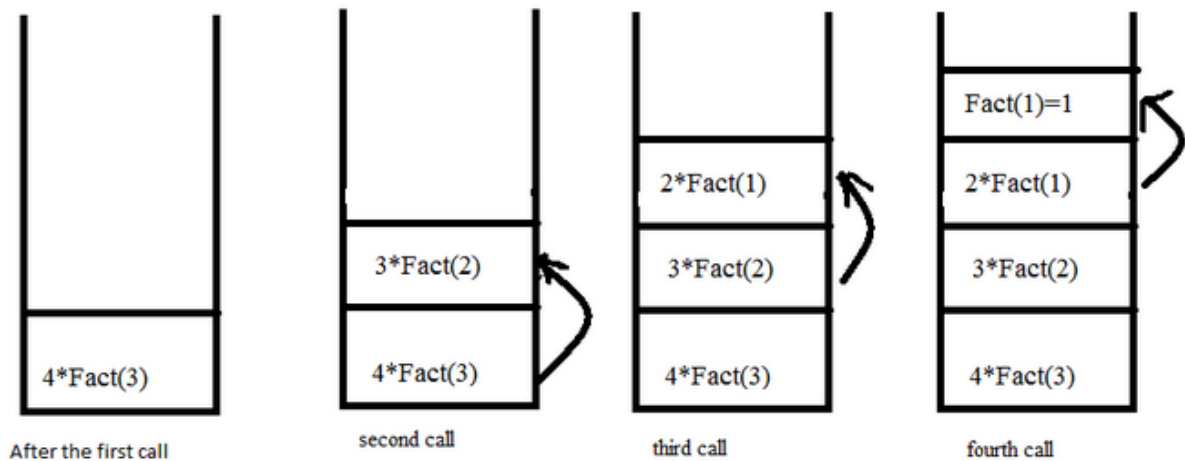 4*Fact(3)
After the first call
3*Fact(2)
4*Fact(3)
second call
2*Fact(1)
3*Fact(2)
4*Fact(3)
third call
Fact(1)=1
2*Fact(1)
3*Fact(2)
4*Fact(3)
fourth call